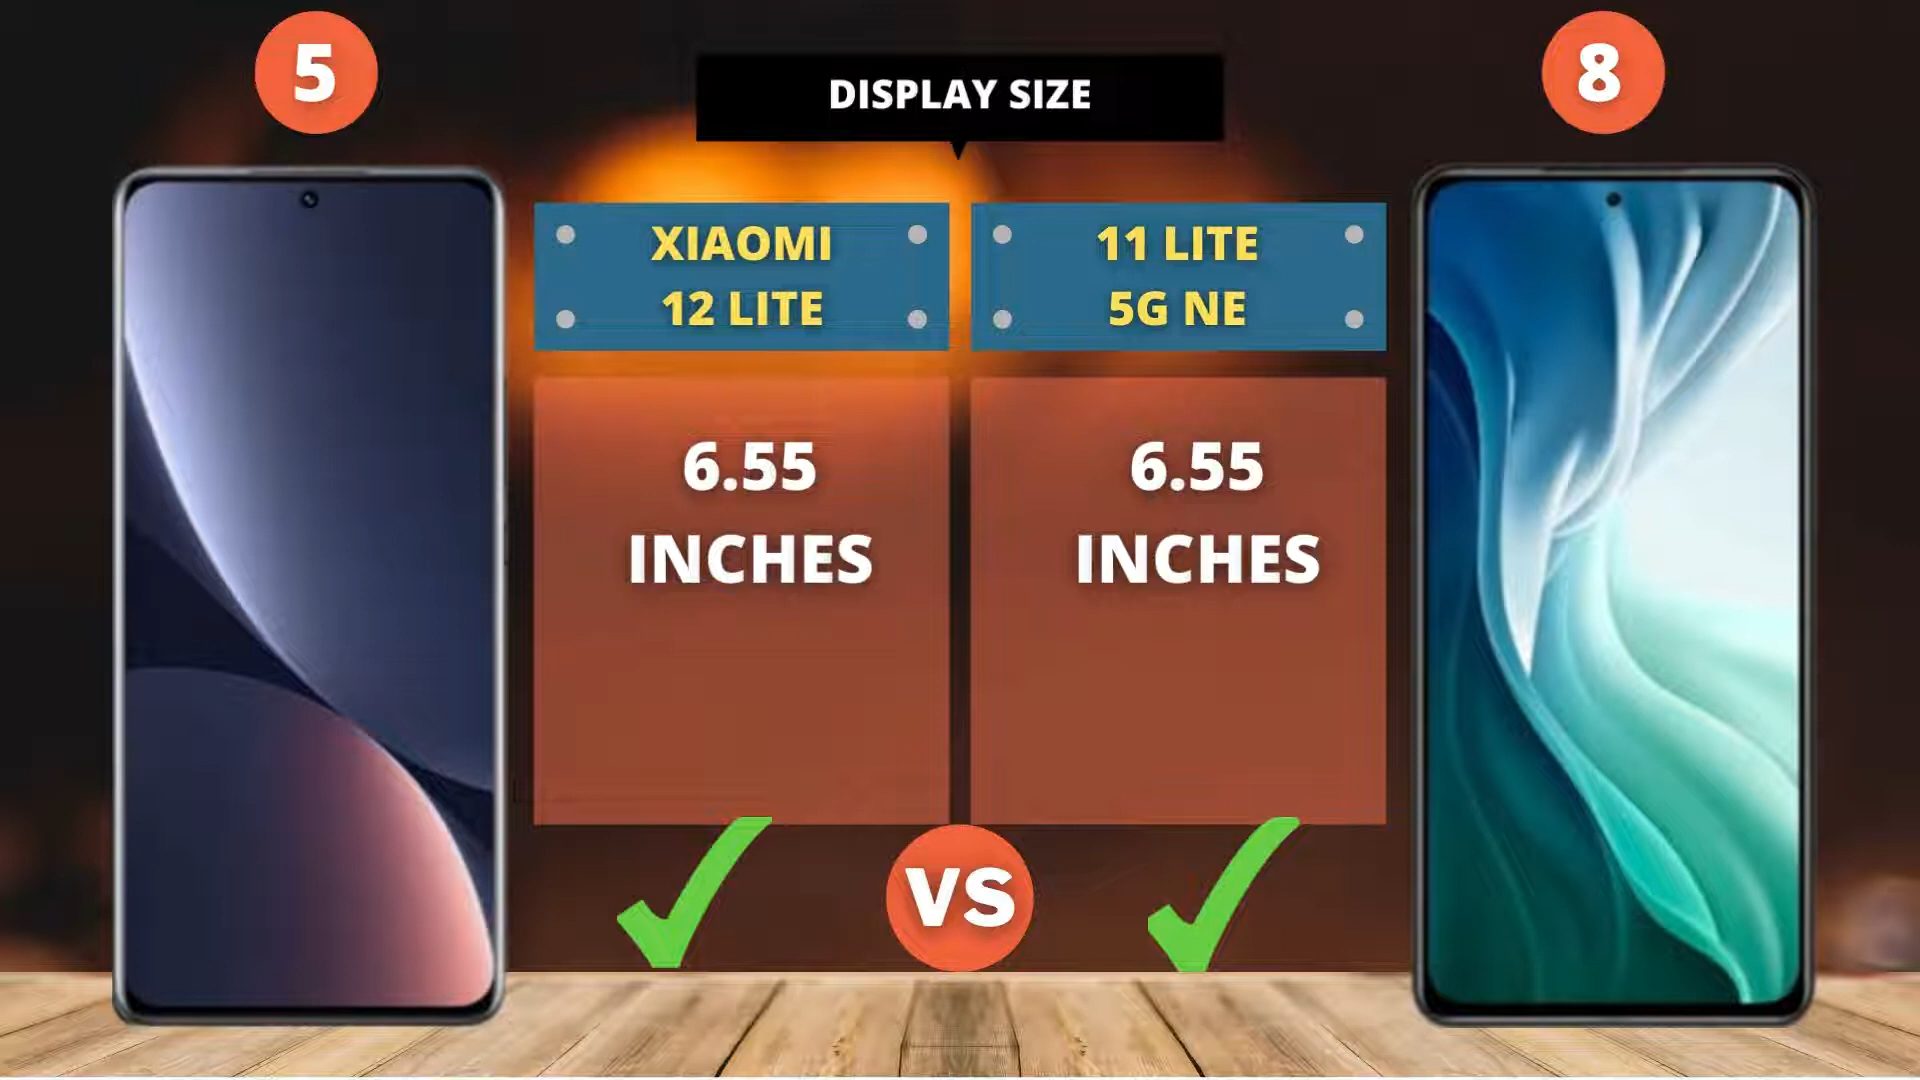 5
DISPLAY SIZE
8
XIAOMI
12 LITE
11 LITE
5G NE
6.55
INCHES
6.55
INCHES
VS